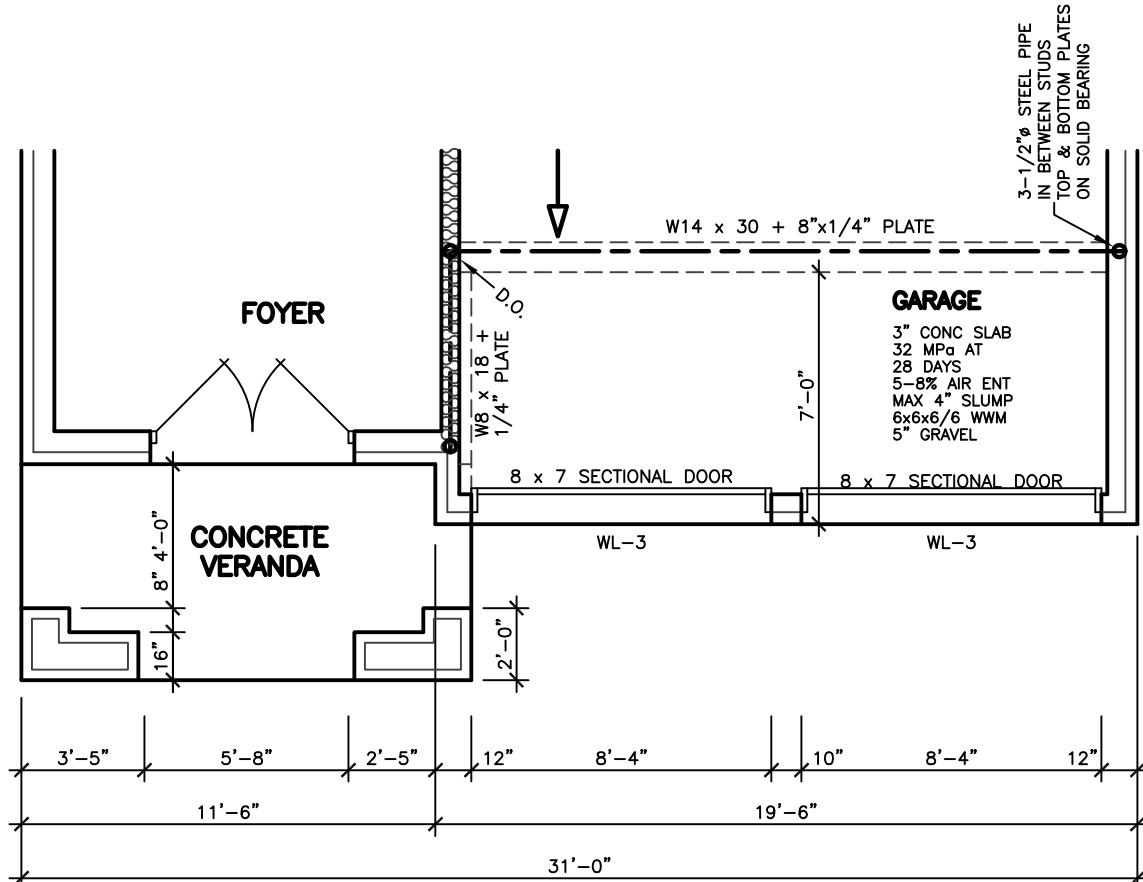 3-1/2"ø STEEL PIPE
IN BETWEEN STUDS
TOP & BOTTOM PLATES
ON SOLID BEARING
W14 x 30 + 8"x1/4" PLATE
FOYER
D.O.
W8 x 18 +
1/4" PLATE
GARAGE
3" CONC SLAB
32 MPa AT
28 DAYS
5-8% AIR ENT
MAX 4" SLUMP
6x6x6/6 WWM
5" GRAVEL
7'-0"
8 x 7 SECTIONAL DOOR
8 x 7 SECTIONAL DOOR
WL-3
WL-3
CONCRETE
VERANDA
4'-0"
8"
16"
2'-0"
3'-5"
5'-8"
2'-5"
12"
8'-4"
10"
8'-4"
12"
11'-6"
19'-6"
31'-0"